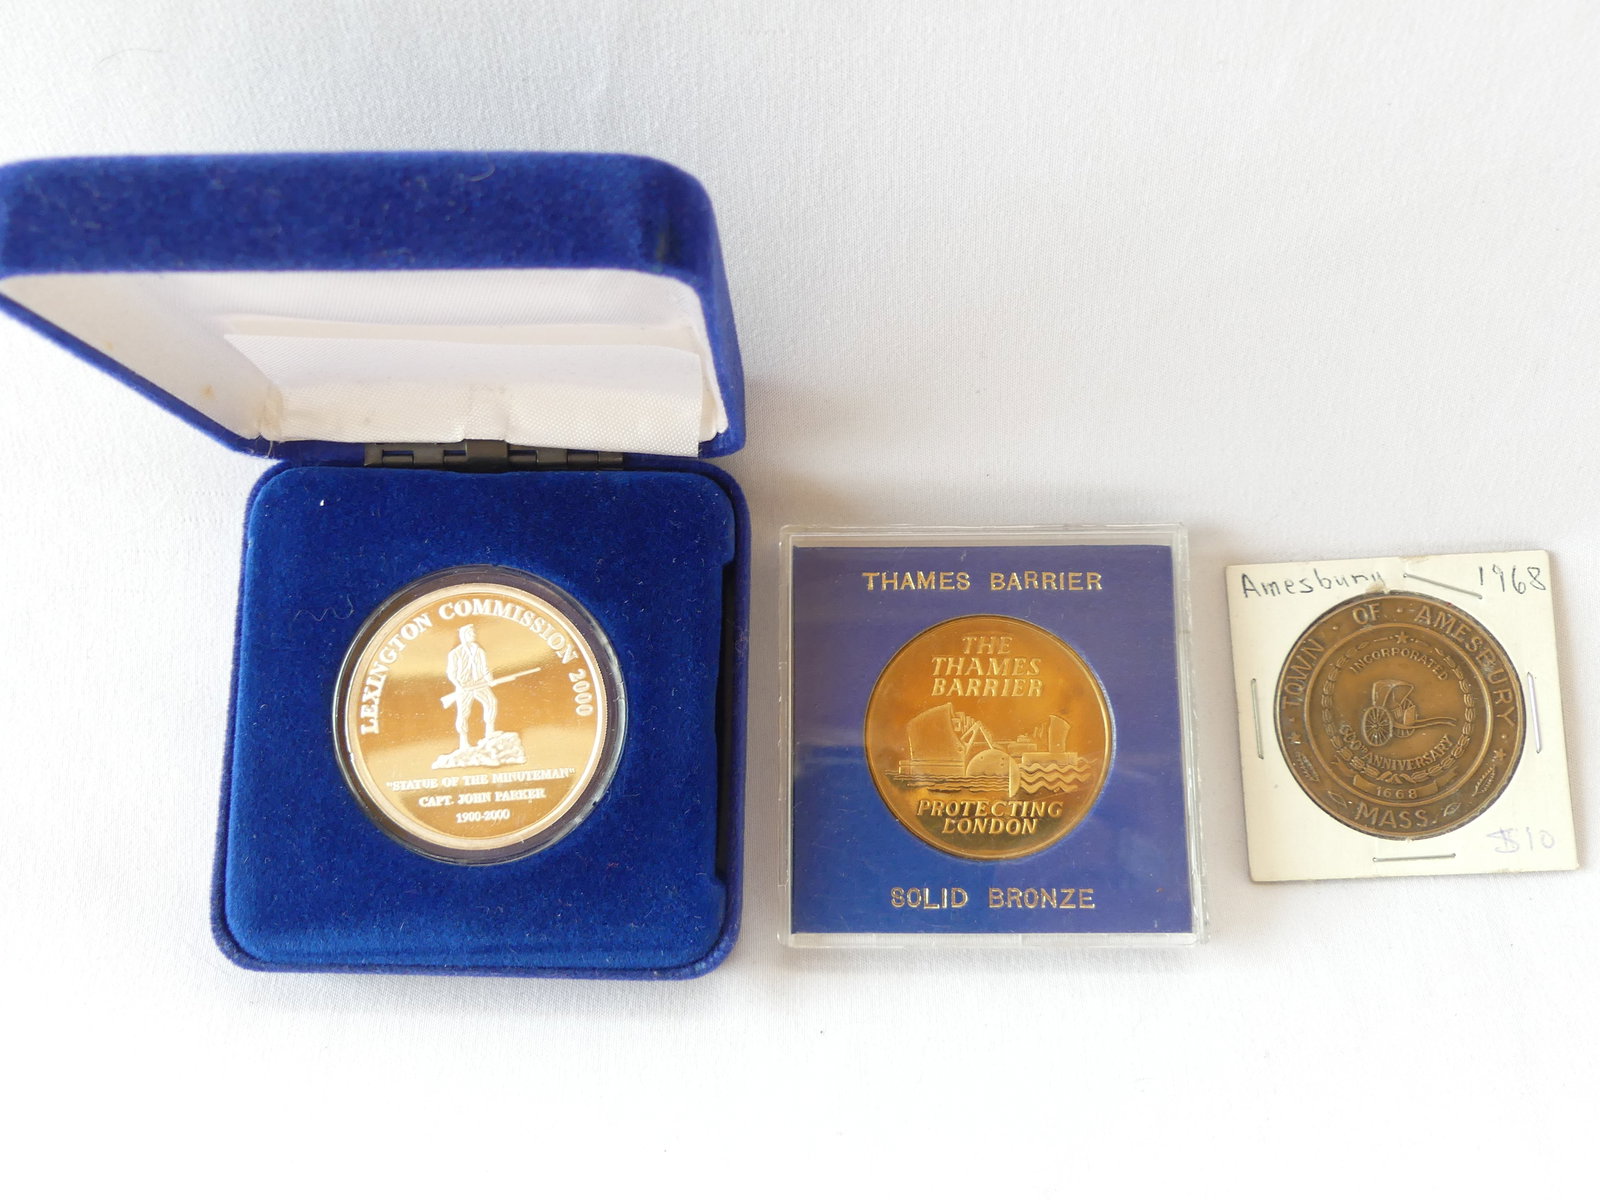 LEXINGTON COMMISSION 2000
"STATUE OF THE MINUTEMAN"
CAPT. JOHN PARKER
1900-2000
THAMES BARRIER
THE
THAMES
BARRIER
PROTECTING
LONDON
SOLID BRONZE
Amesbury — 1968
TOWN · OF · AMESBURY ·
INCORPORATED
300TH ANNIVERSARY
1668
MASS.
$10